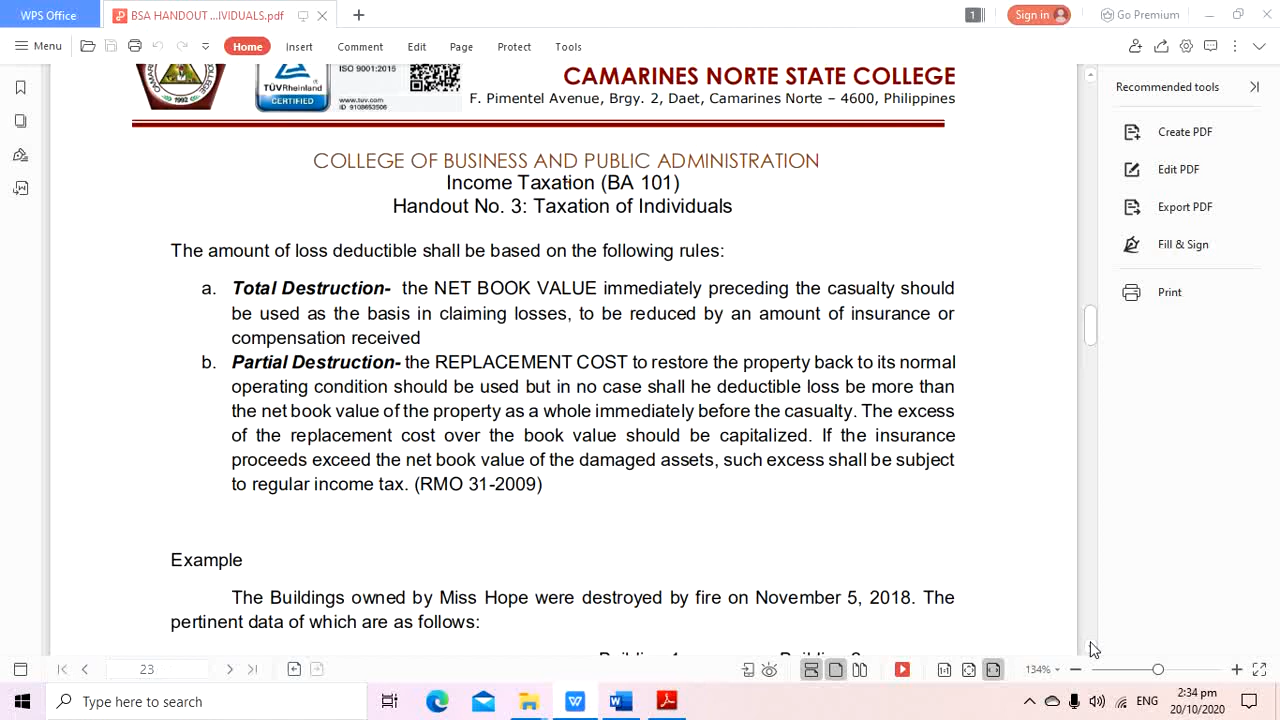 WPS Office
BSA HANDOUT ...IVIDUALS.pdf
1
Sign in
Go Premium
Menu
Home
Insert
Comment
Edit
Page
Protect
Tools
1992
TÜVRheinland
CERTIFIED
ISO 9001:2015
www.tuv.com
ID 9108653506
CAMARINES NORTE STATE COLLEGE
F. Pimentel Avenue, Brgy. 2, Daet, Camarines Norte – 4600, Philippines
COLLEGE OF BUSINESS AND PUBLIC ADMINISTRATION
Income Taxation (BA 101)
Handout No. 3: Taxation of Individuals
The amount of loss deductible shall be based on the following rules:
a. Total Destruction- the NET BOOK VALUE immediately preceding the casualty should
be used as the basis in claiming losses, to be reduced by an amount of insurance or
compensation received
b. Partial Destruction- the REPLACEMENT COST to restore the property back to its normal
operating condition should be used but in no case shall he deductible loss be more than
the net book value of the property as a whole immediately before the casualty. The excess
of the replacement cost over the book value should be capitalized. If the insurance
proceeds exceed the net book value of the damaged assets, such excess shall be subject
to regular income tax. (RMO 31-2009)
Example
The Buildings owned by Miss Hope were destroyed by fire on November 5, 2018. The
pertinent data of which are as follows:
Recommended tools
Create PDF
Edit PDF
Export PDF
Fill & Sign
Print
23
134%
Type here to search
ENG
2:34 pm
20/10/2020